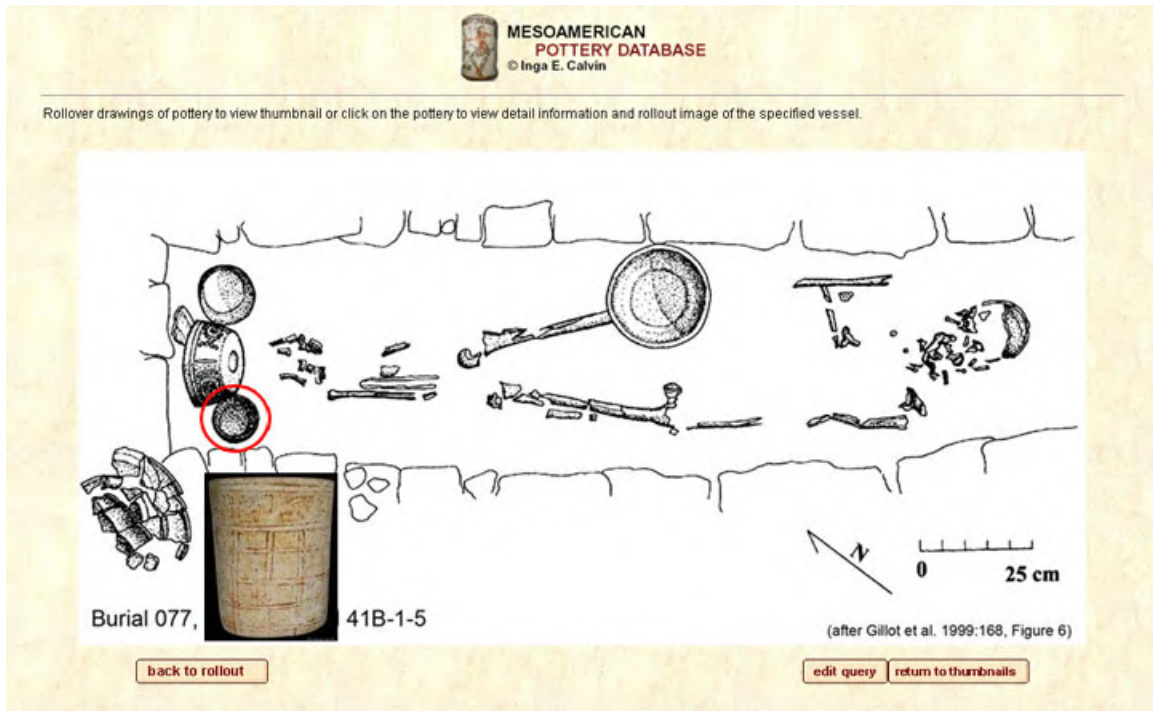 MESOAMERICAN
POTTERY DATABASE
© Inga E. Calvin
Rollover drawings of pottery to view thumbnail or click on the pottery to view detail information and rollout image of the specified vessel.
N
0 25 cm
Burial 077, 41B-1-5
(after Gillot et al. 1999:168, Figure 6)
back to rollout edit query return to thumbnails